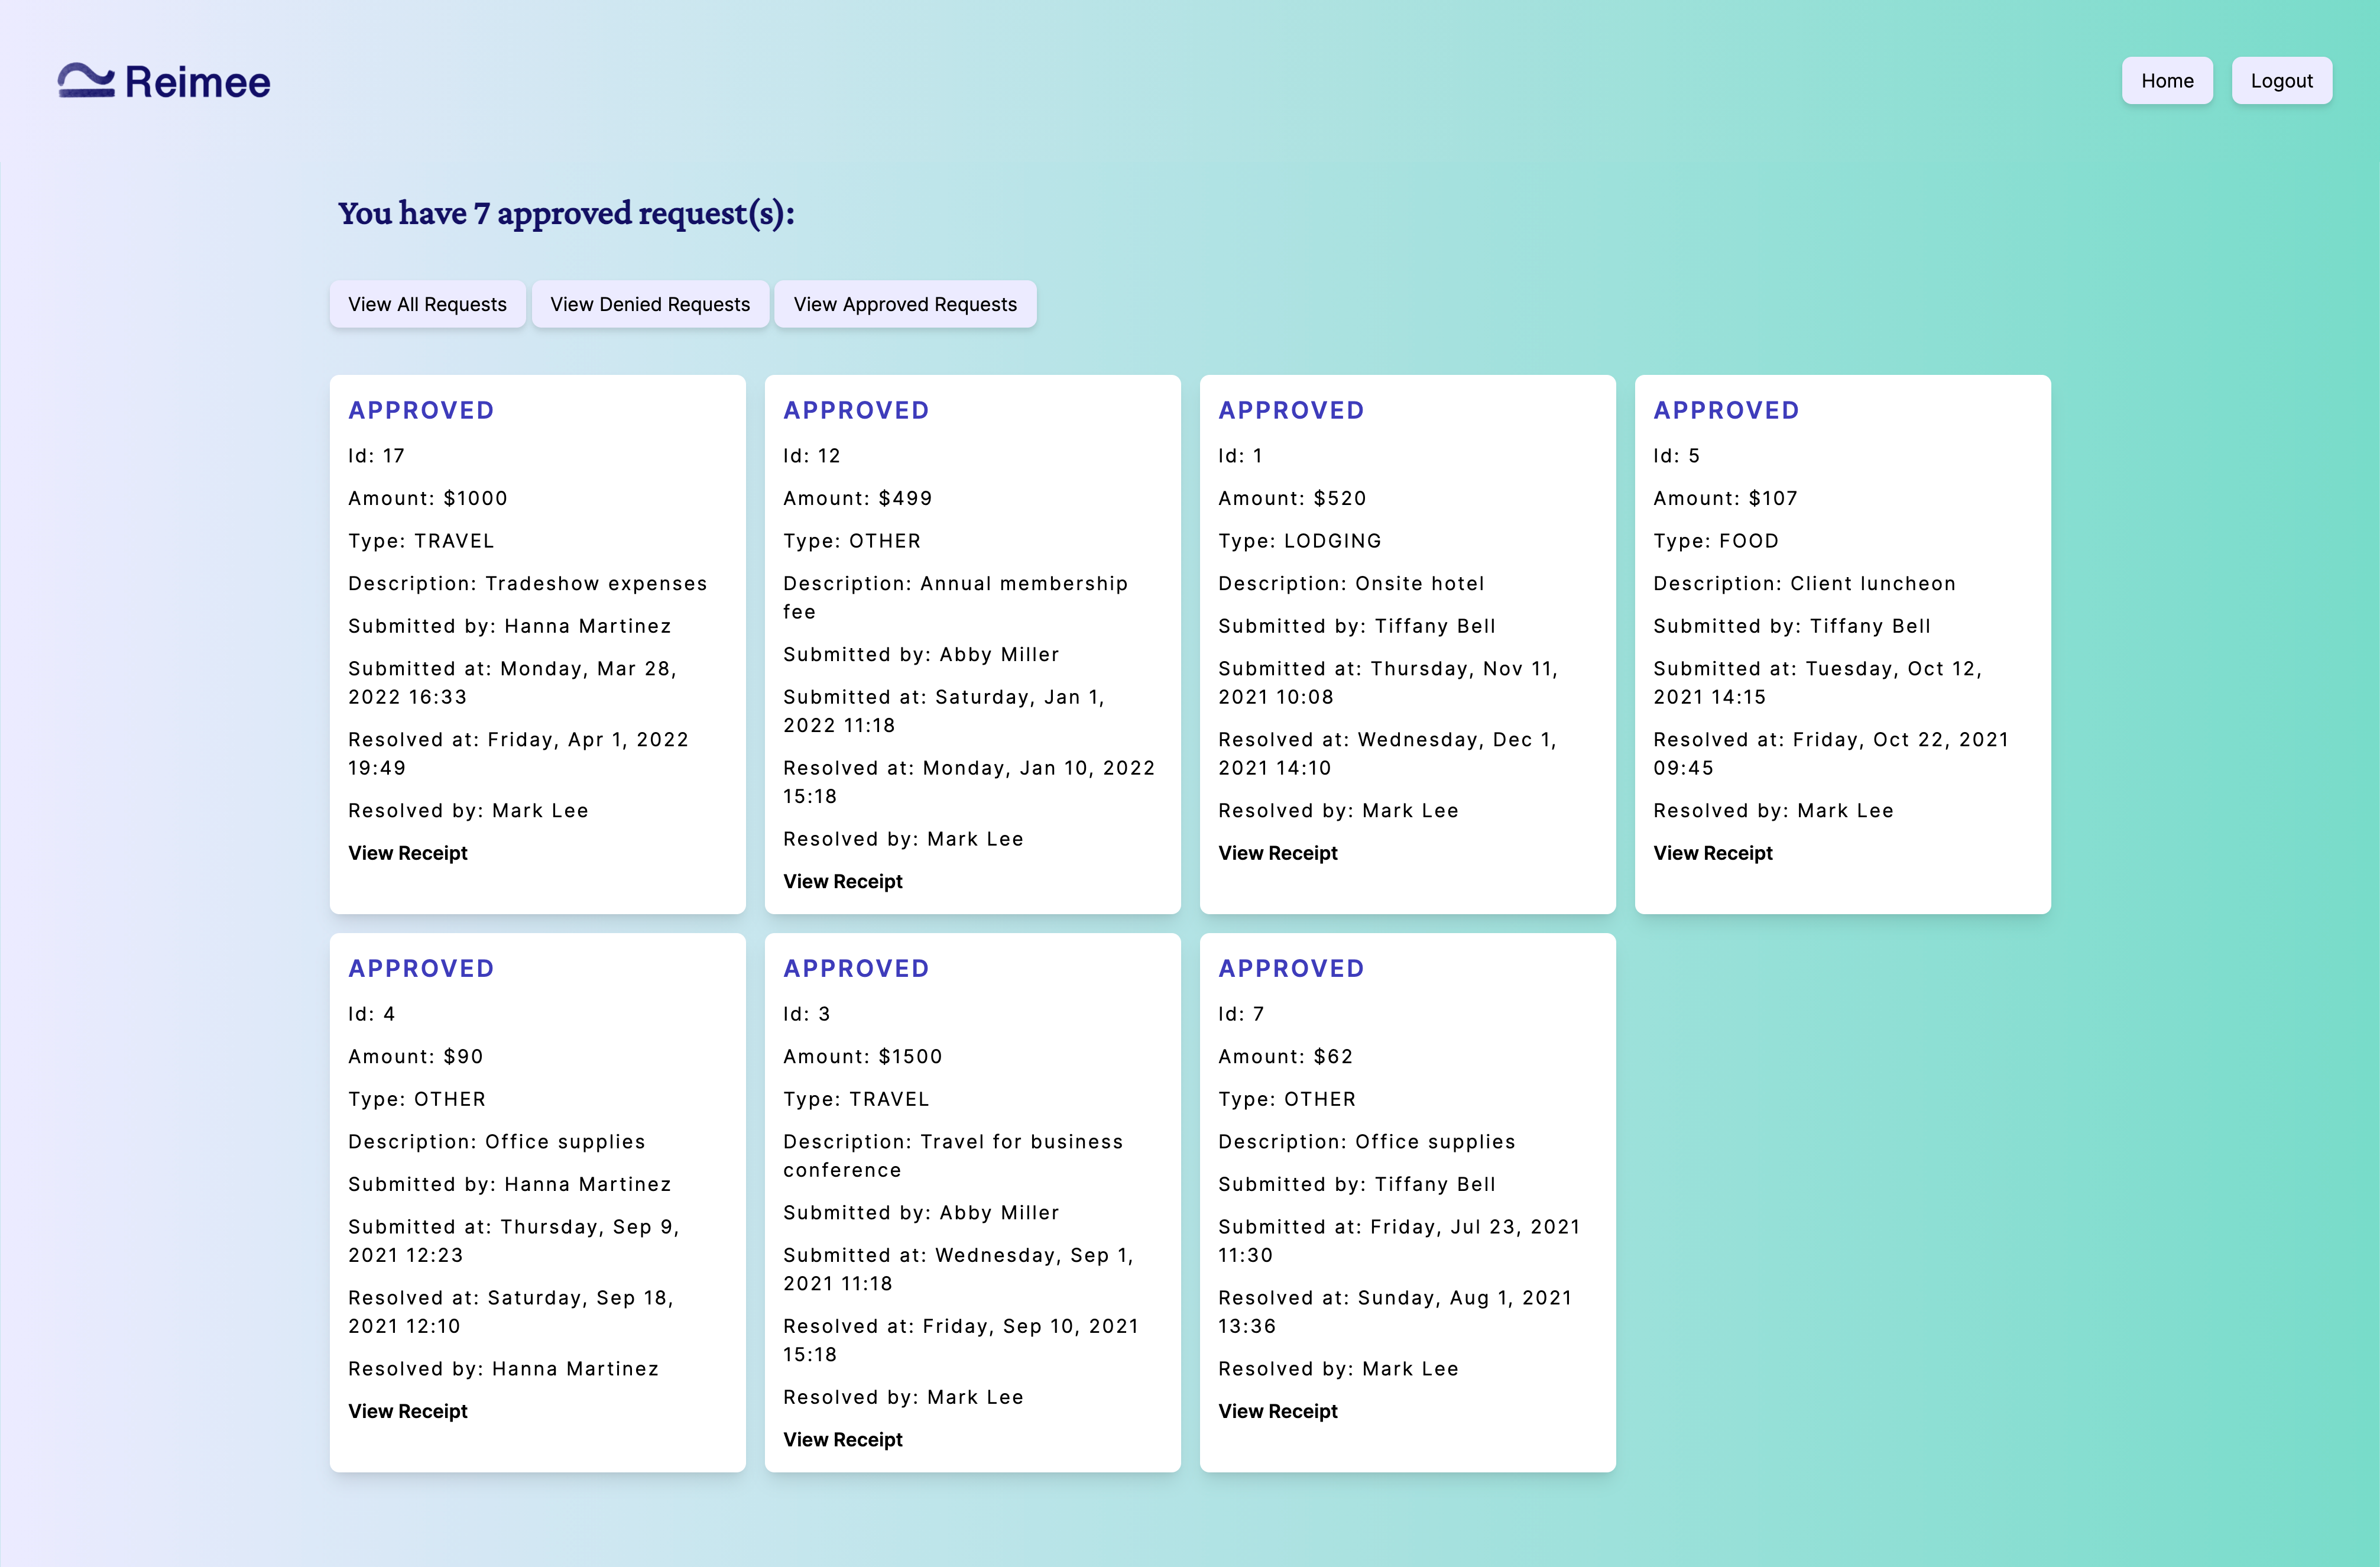 Reimee
Home
Logout
You have 7 approved request(s):
View All Requests
View Denied Requests
View Approved Requests
APPROVED
Id: 17
Amount: $1000
Type: TRAVEL
Description: Tradeshow expenses
Submitted by: Hanna Martinez
Submitted at: Monday, Mar 28,
2022 16:33
Resolved at: Friday, Apr 1, 2022
19:49
Resolved by: Mark Lee
View Receipt
APPROVED
Id: 12
Amount: $499
Type: OTHER
Description: Annual membership
fee
Submitted by: Abby Miller
Submitted at: Saturday, Jan 1,
2022 11:18
Resolved at: Monday, Jan 10, 2022
15:18
Resolved by: Mark Lee
View Receipt
APPROVED
Id: 1
Amount: $520
Type: LODGING
Description: Onsite hotel
Submitted by: Tiffany Bell
Submitted at: Thursday, Nov 11,
2021 10:08
Resolved at: Wednesday, Dec 1,
2021 14:10
Resolved by: Mark Lee
View Receipt
APPROVED
Id: 5
Amount: $107
Type: FOOD
Description: Client luncheon
Submitted by: Tiffany Bell
Submitted at: Tuesday, Oct 12,
2021 14:15
Resolved at: Friday, Oct 22, 2021
09:45
Resolved by: Mark Lee
View Receipt
APPROVED
Id: 4
Amount: $90
Type: OTHER
Description: Office supplies
Submitted by: Hanna Martinez
Submitted at: Thursday, Sep 9,
2021 12:23
Resolved at: Saturday, Sep 18,
2021 12:10
Resolved by: Hanna Martinez
View Receipt
APPROVED
Id: 3
Amount: $1500
Type: TRAVEL
Description: Travel for business
conference
Submitted by: Abby Miller
Submitted at: Wednesday, Sep 1,
2021 11:18
Resolved at: Friday, Sep 10, 2021
15:18
Resolved by: Mark Lee
View Receipt
APPROVED
Id: 7
Amount: $62
Type: OTHER
Description: Office supplies
Submitted by: Tiffany Bell
Submitted at: Friday, Jul 23, 2021
11:30
Resolved at: Sunday, Aug 1, 2021
13:36
Resolved by: Mark Lee
View Receipt